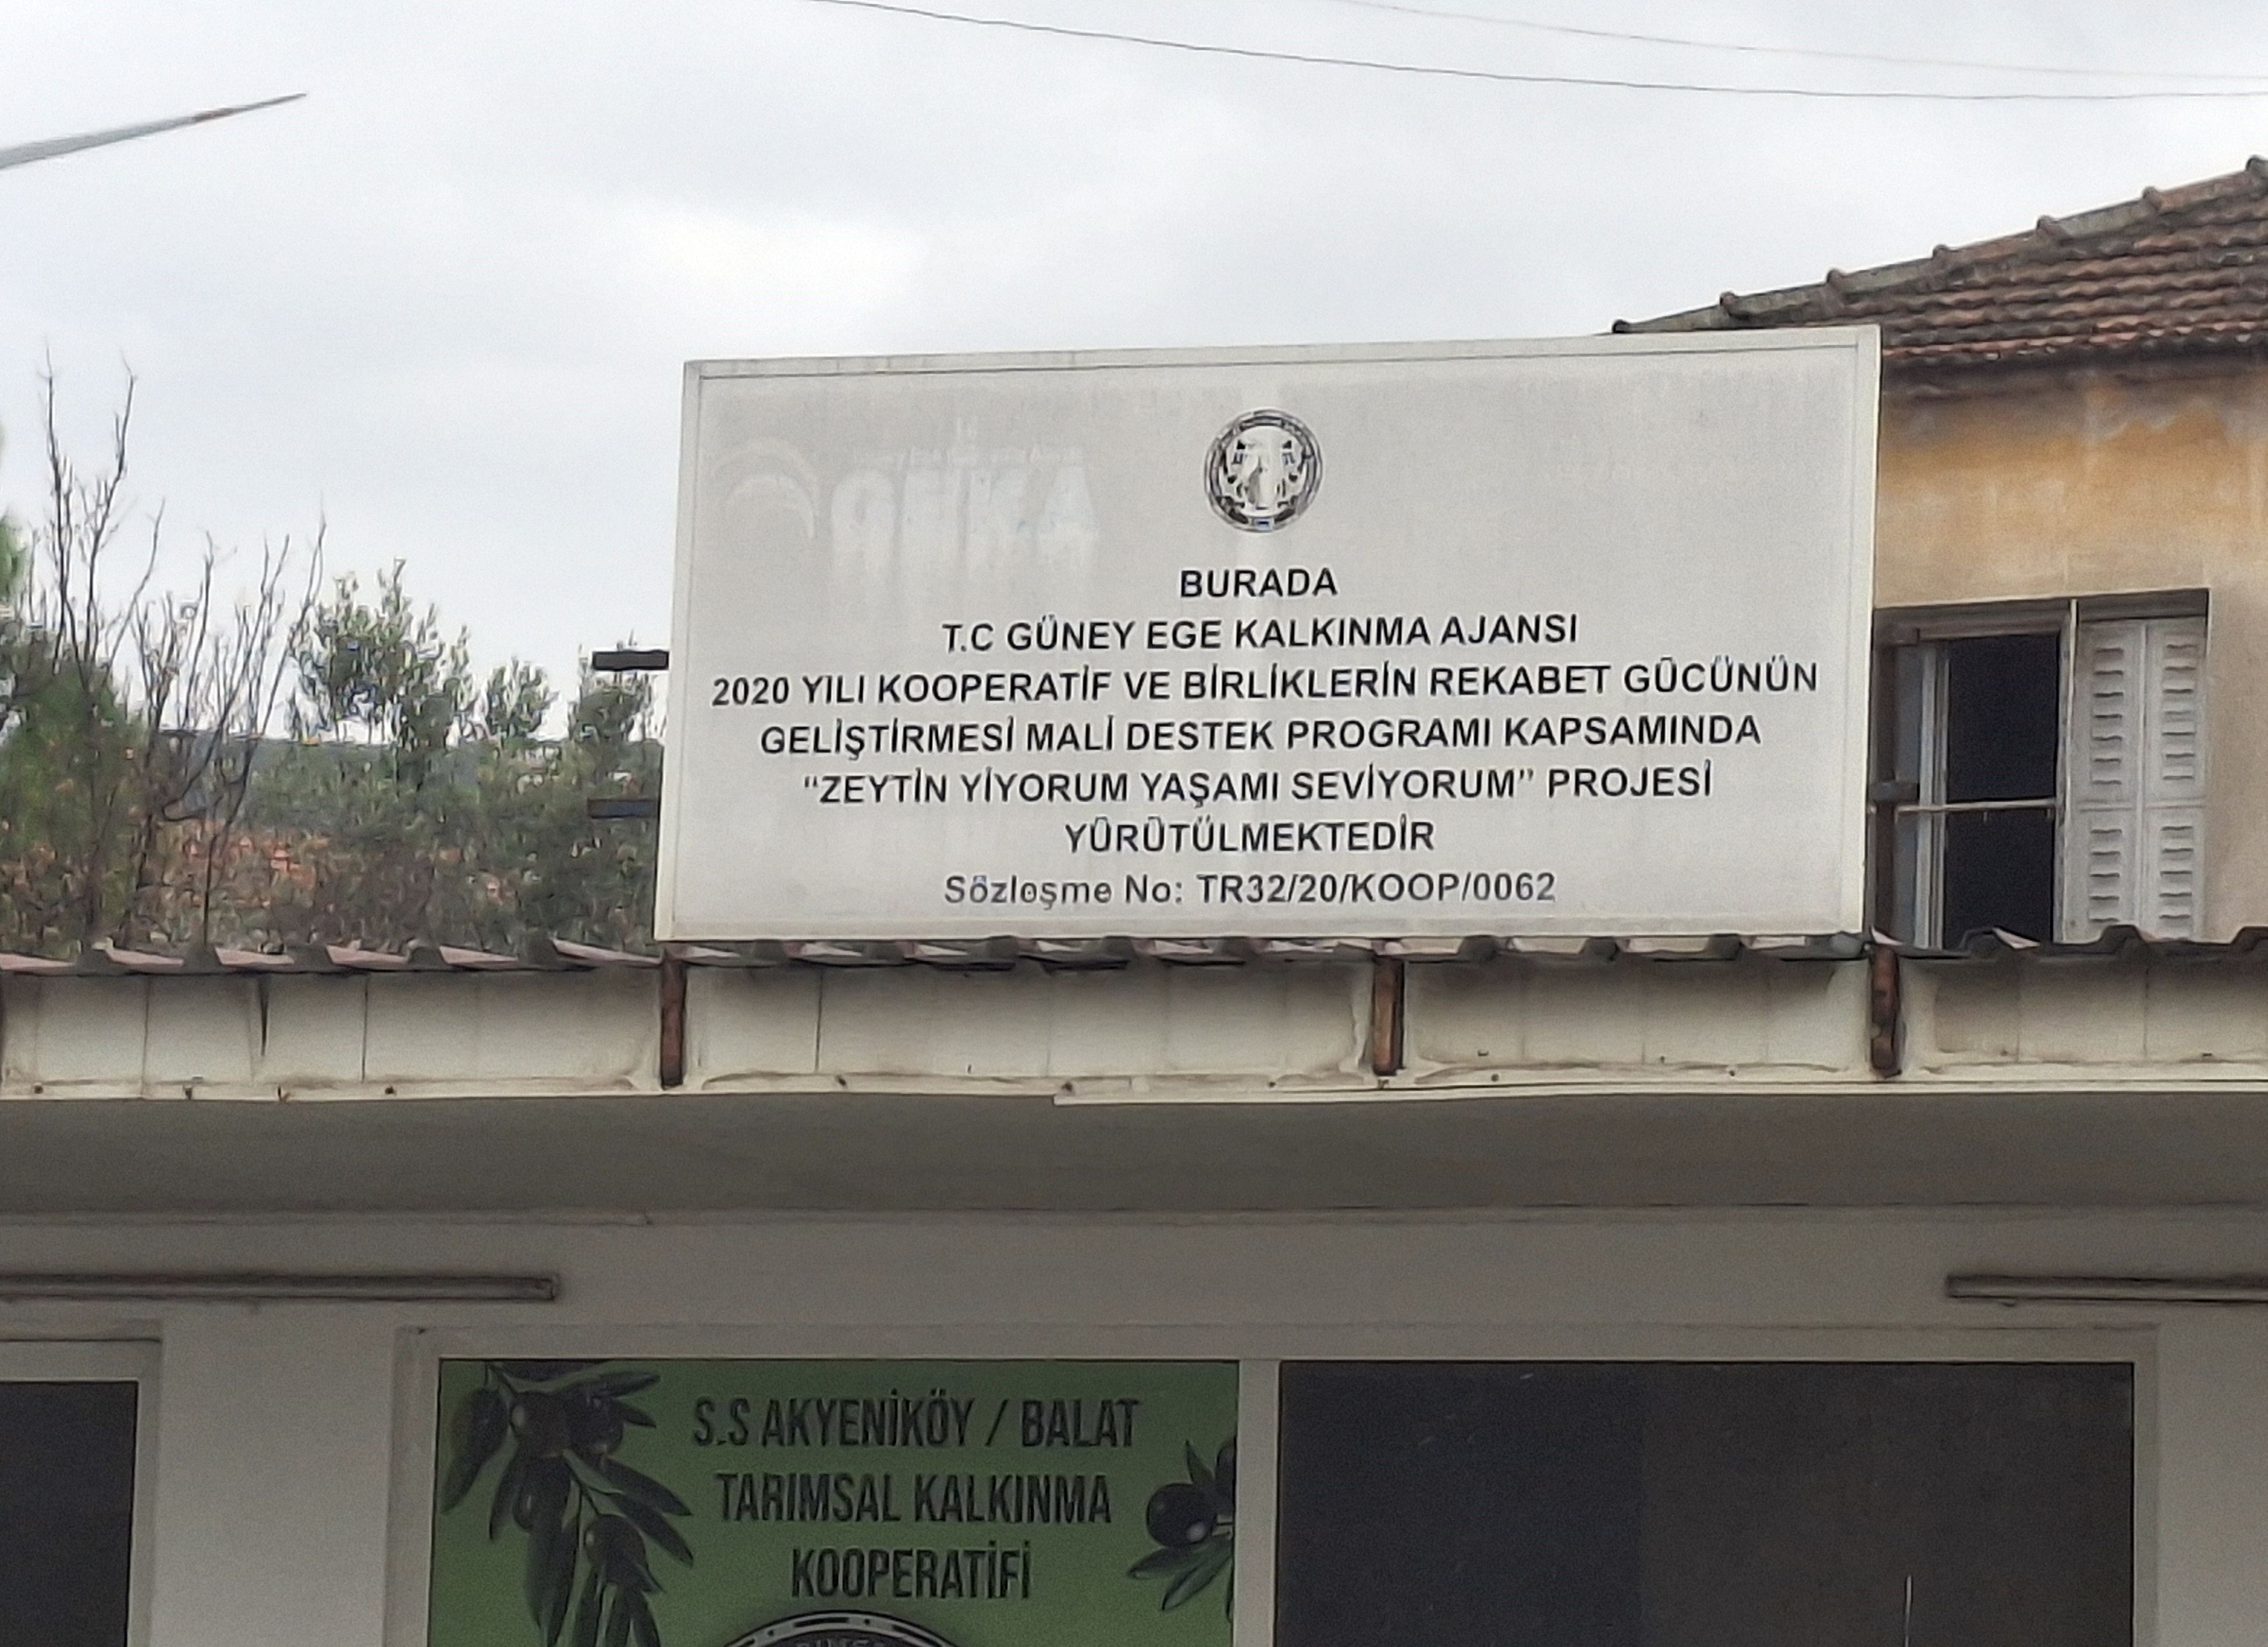 GEKA
BURADA
T.C GÜNEY EGE KALKINMA AJANSI
2020 YILI KOOPERATİF VE BİRLİKLERİN REKABET GÜCÜNÜN
GELİŞTİRMESİ MALİ DESTEK PROGRAMI KAPSAMINDA
"ZEYTİN YİYORUM YAŞAMI SEVİYORUM" PROJESİ
YÜRÜTÜLMEKTEDİR
Sözleşme No: TR32/20/KOOP/0062
S.S AKYENİKÖY / BALAT
TARIMSAL KALKINMA
KOOPERATİFİ